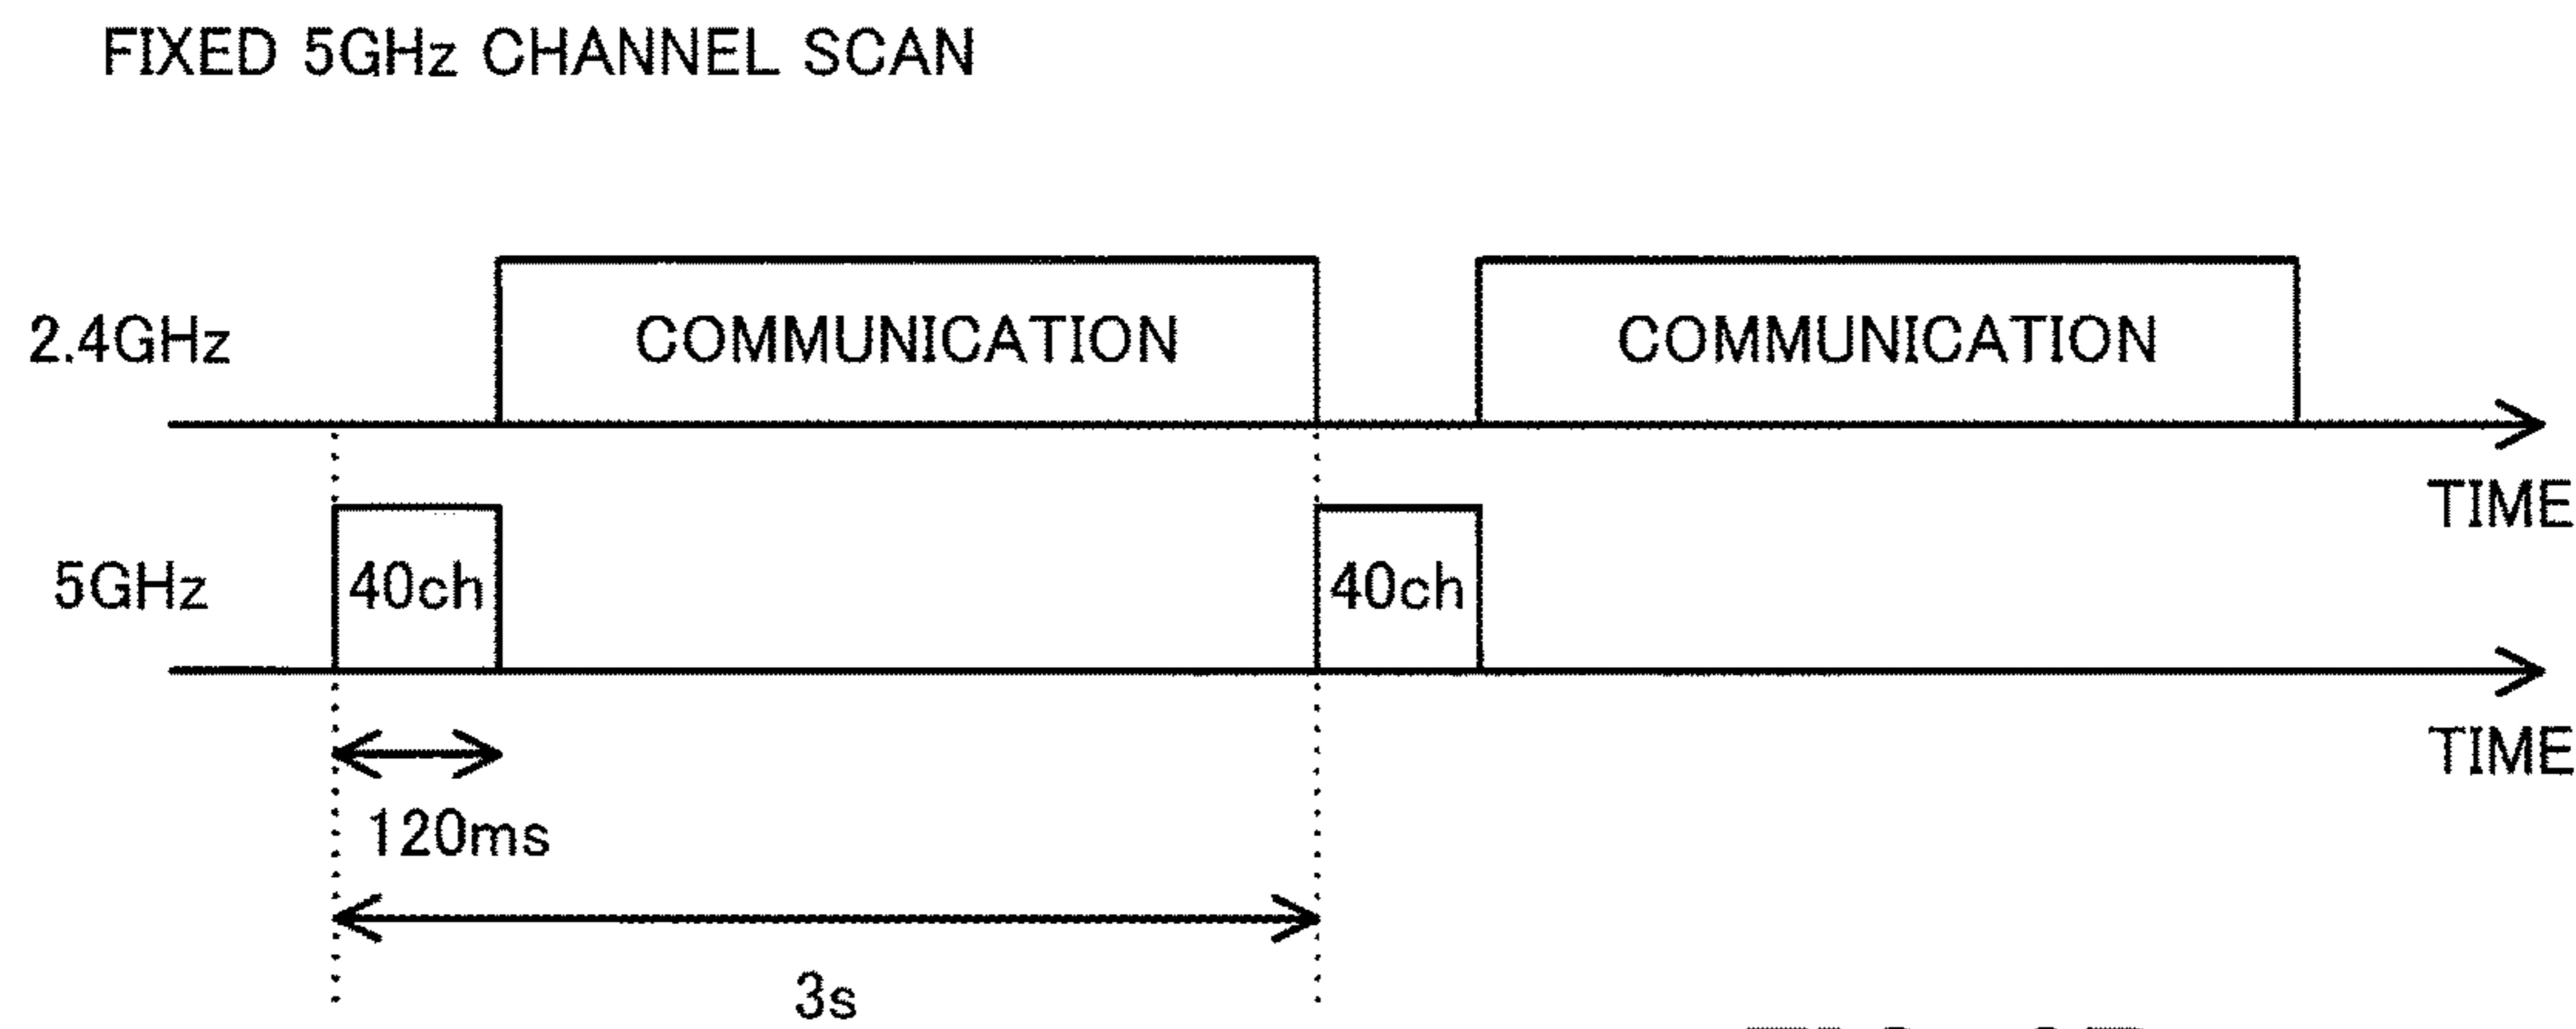 FIXED 5GHz CHANNEL SCAN
2.4GHz
COMMUNICATION
COMMUNICATION
TIME
5GHz
40ch
40ch
TIME
120ms
3s